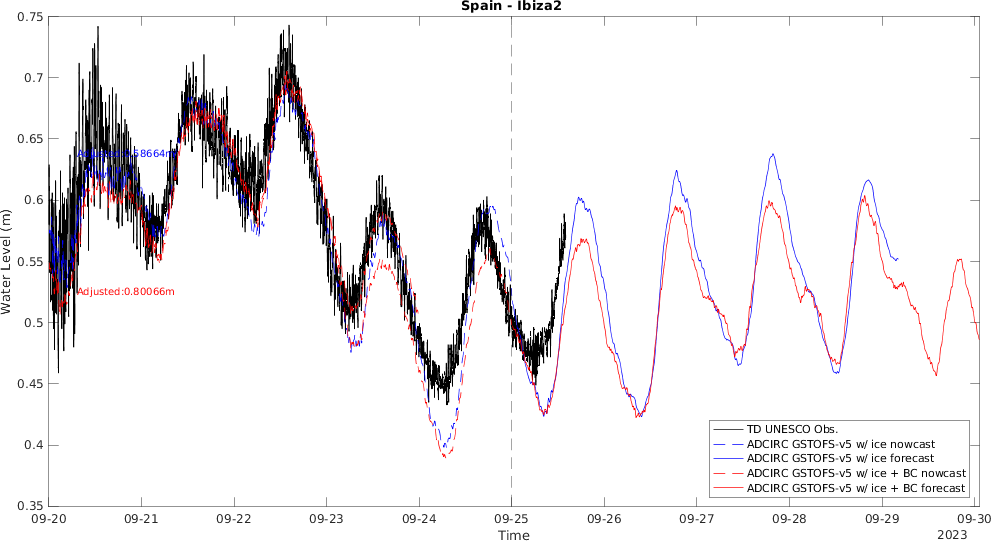 Spain - Ibiza2
0.75
0.7
0.65
0.6
0.55
0.5
0.45
0.4
0.35
Water Level (m)
Adjusted:0.58664m
Adjusted:0.80066m
TD UNESCO Obs.
ADCIRC GSTOFS-v5 w/ ice nowcast
ADCIRC GSTOFS-v5 w/ ice forecast
ADCIRC GSTOFS-v5 w/ ice + BC nowcast
ADCIRC GSTOFS-v5 w/ ice + BC forecast
09-20 09-21 09-22 09-23 09-24 09-25 09-26 09-27 09-28 09-29 09-30
Time
2023